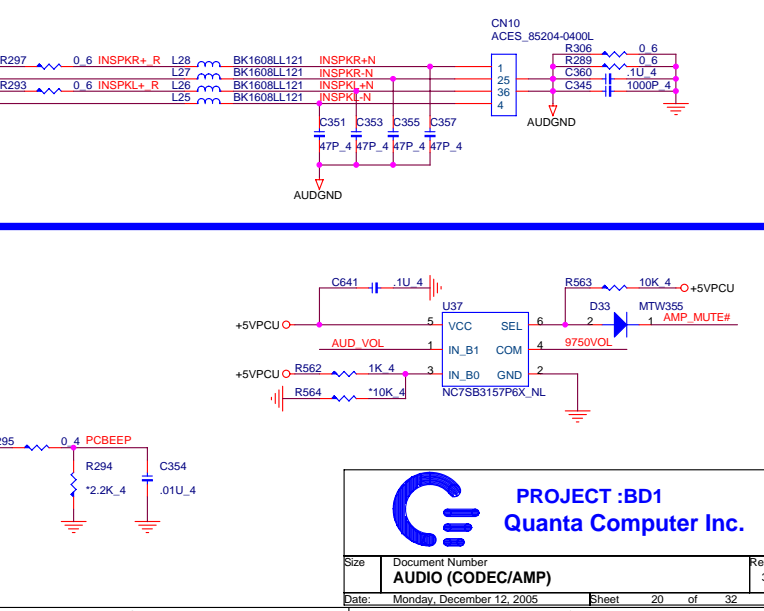 CN10
ACES_85204-0400L
R297 0_6 INSPKR+_R L28 BK1608LL121 INSPKR+N
L27 BK1608LL121 INSPKR-N
R293 0_6 INSPKL+_R L26 BK1608LL121 INSPKL+N
L25 BK1608LL121 INSPKL-N
1
25
36
4
R306 0_6
R289 0_6
C360 .1U_4
C345 1000P_4
AUDGND
C351 C353 C355 C357
47P_4 47P_4 47P_4 47P_4
AUDGND
C641 .1U_4
R563 10K_4 +5VPCU
U37
D33 MTW355
+5VPCU 5 VCC SEL 6 2 1 AMP_MUTE#
AUD_VOL 1 IN_B1 COM 4 9750VOL
+5VPCU R562 1K_4 3 IN_B0 GND 2
R564 *10K_4 NC7SB3157P6X_NL
295 0_4 PCBEEP
R294 C354
*2.2K_4 .01U_4
PROJECT :BD1
Quanta Computer Inc.
Size Document Number Re
AUDIO (CODEC/AMP) 3
Date: Monday, December 12, 2005 Sheet 20 of 32